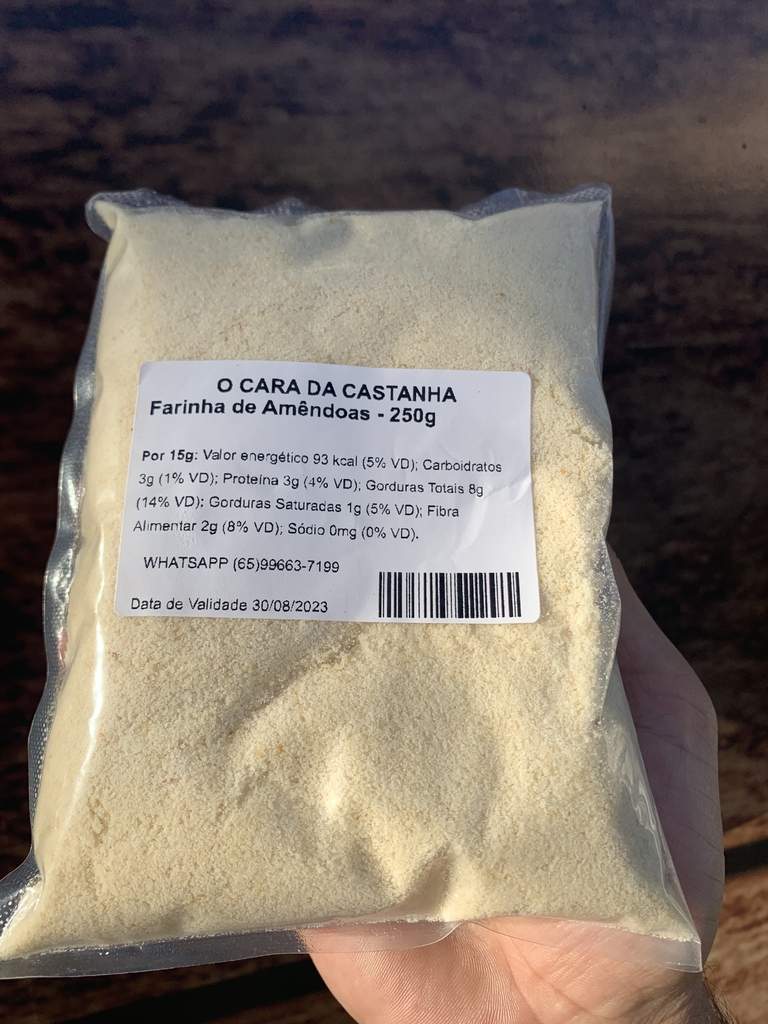 O CARA DA CASTANHA
Farinha de Amêndoas - 250g
Por 15g: Valor energético 93 kcal (5% VD); Carboidratos
3g (1% VD); Proteína 3g (4% VD); Gorduras Totais 8g
(14% VD); Gorduras Saturadas 1g (5% VD); Fibra
Alimentar 2g (8% VD); Sódio 0mg (0% VD).
WHATSAPP (65)99663-7199
Data de Validade 30/08/2023